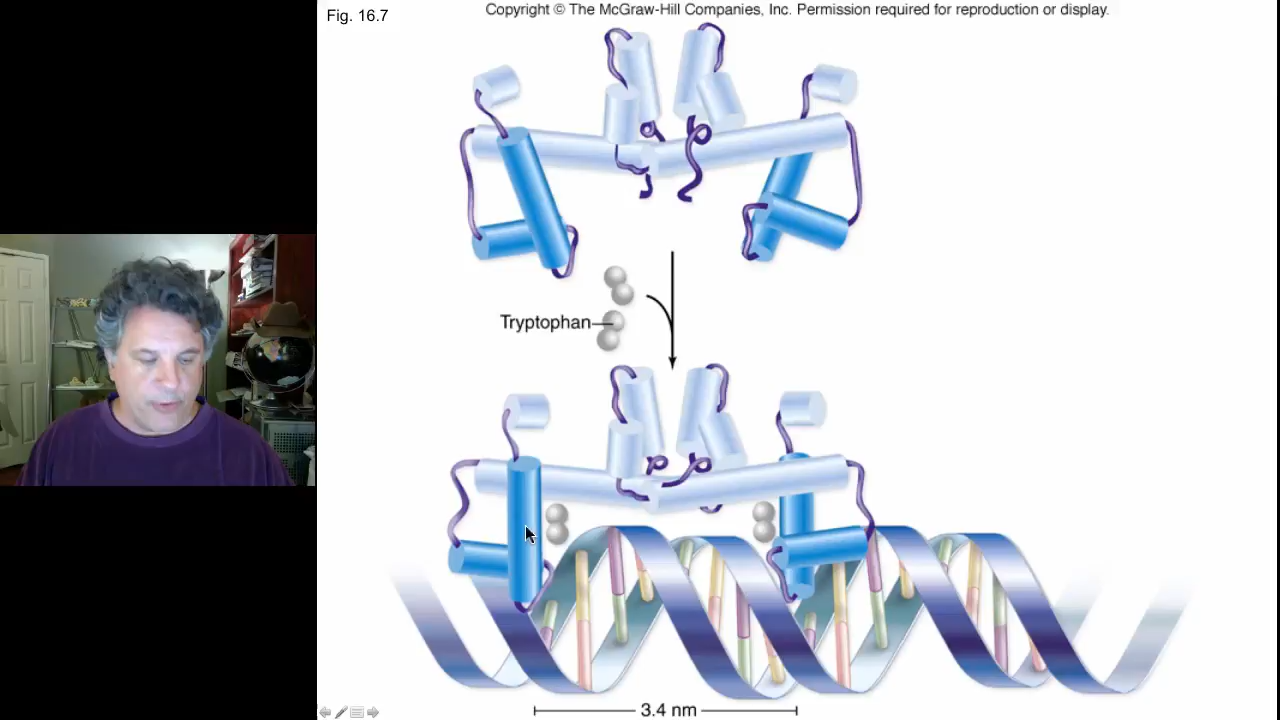 Fig. 16.7
Copyright © The McGraw-Hill Companies, Inc. Permission required for reproduction or display.
Tryptophan
3.4 nm